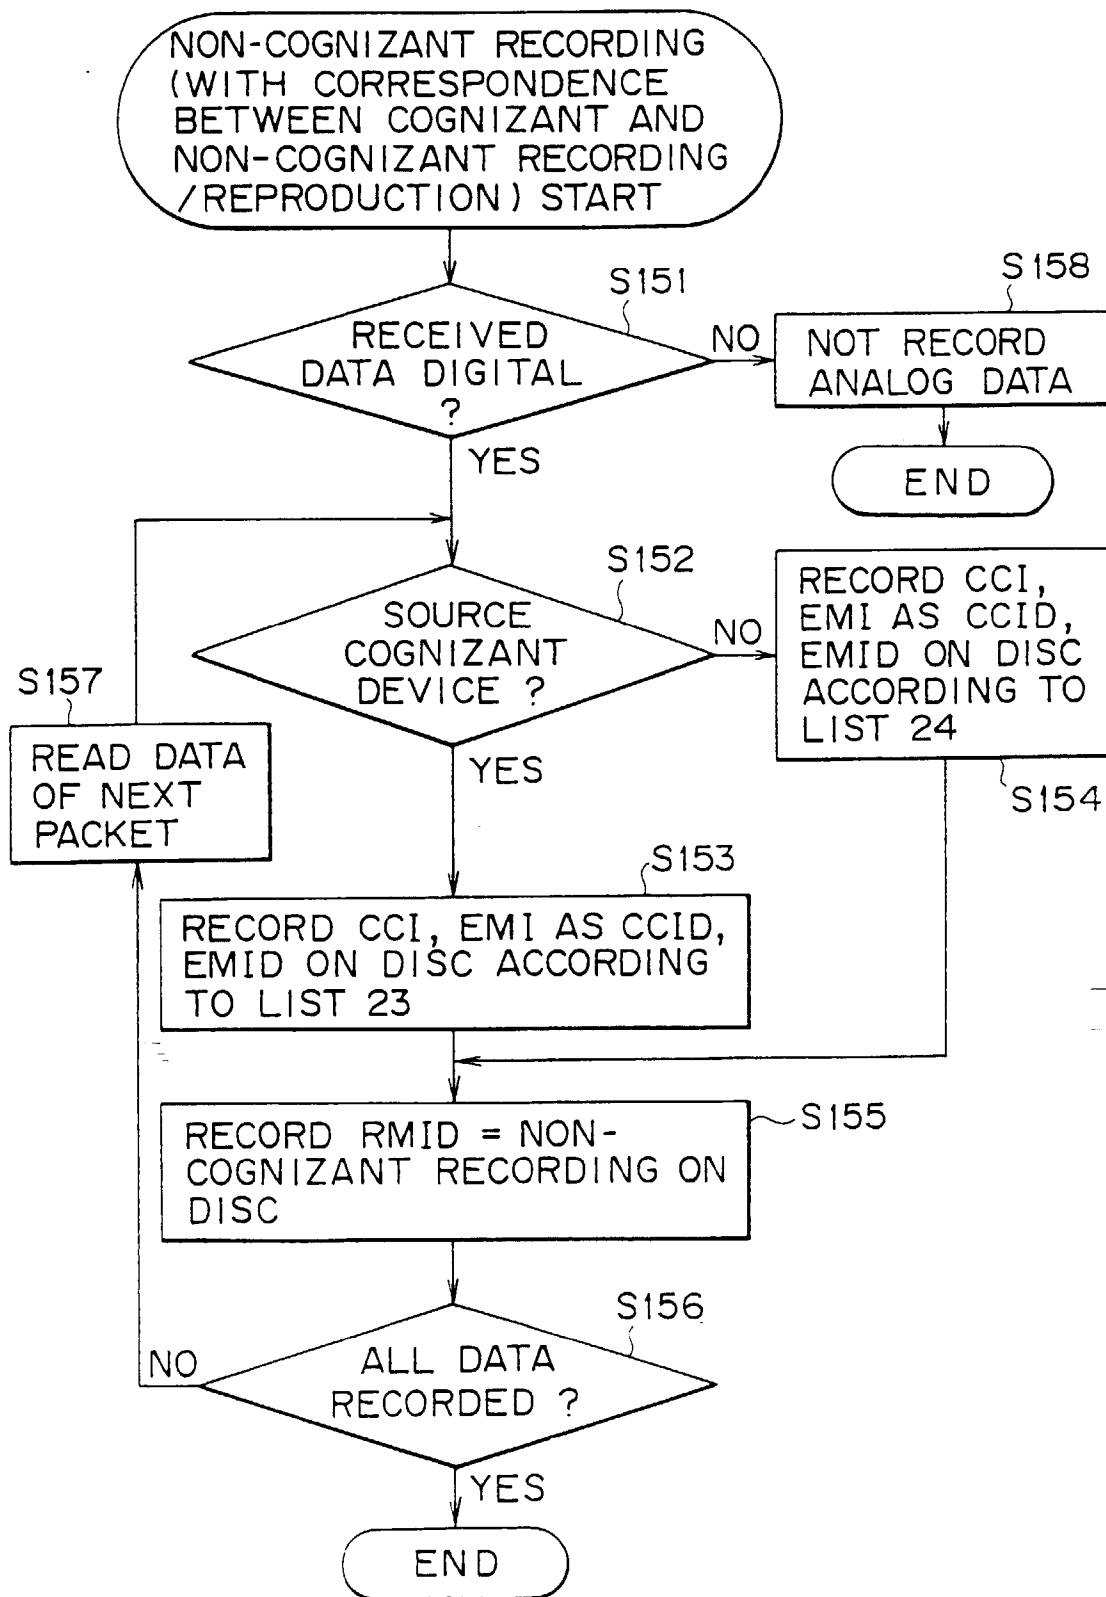 NON-COGNIZANT RECORDING
(WITH CORRESPONDENCE
BETWEEN COGNIZANT AND
NON-COGNIZANT RECORDING
/REPRODUCTION) START
S151
RECEIVED
DATA DIGITAL
?
NO
YES
S158
NOT RECORD
ANALOG DATA
END
S152
SOURCE
COGNIZANT
DEVICE ?
NO
YES
RECORD CCI,
EMI AS CCID,
EMID ON DISC
ACCORDING TO
LIST 24
S154
S157
READ DATA
OF NEXT
PACKET
S153
RECORD CCI, EMI AS CCID,
EMID ON DISC ACCORDING
TO LIST 23
S155
RECORD RMID = NON-
COGNIZANT RECORDING ON
DISC
S156
ALL DATA
RECORDED ?
NO
YES
END